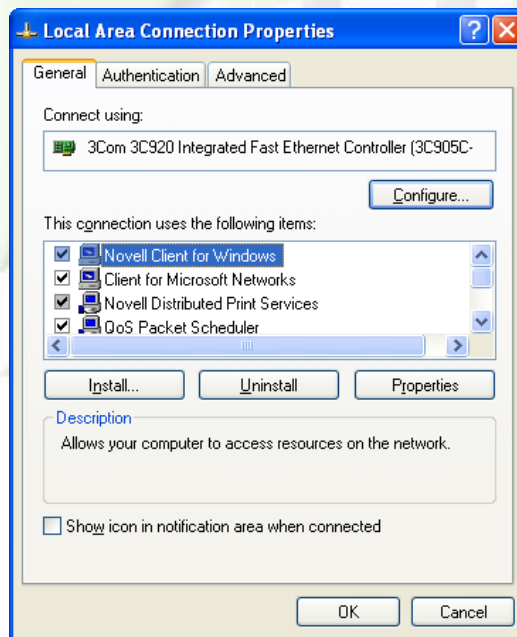 Local Area Connection Properties
General Authentication Advanced
Connect using:
3Com 3C920 Integrated Fast Ethernet Controller (3C905C-
Configure...
This connection uses the following items:
Novell Client for Windows
Client for Microsoft Networks
Novell Distributed Print Services
QoS Packet Scheduler
Install... Uninstall Properties
Description
Allows your computer to access resources on the network.
Show icon in notification area when connected
OK Cancel